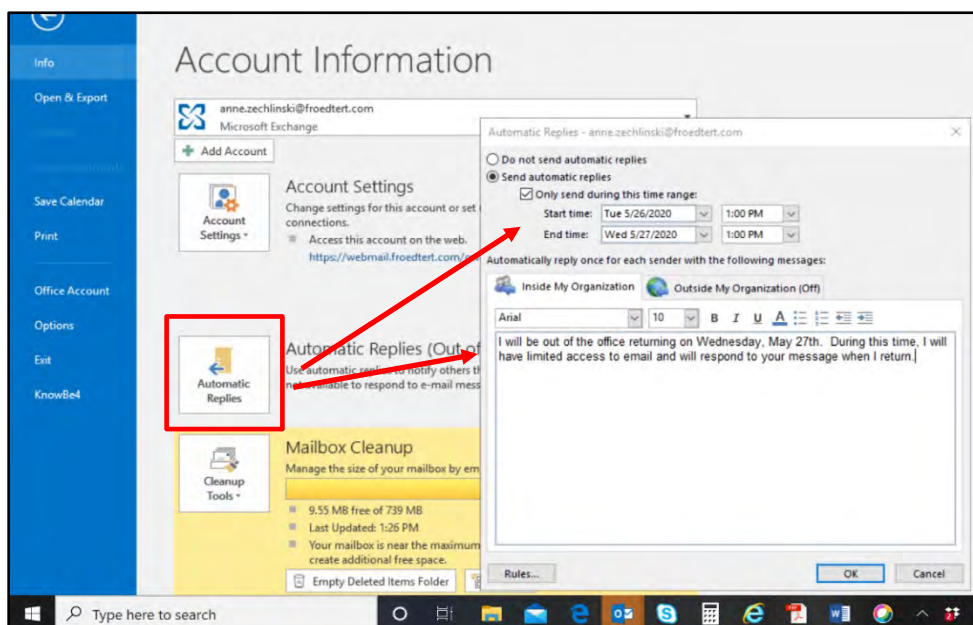 Info
Open & Export
Save Calendar
Print
Office Account
Options
Exit
KnowBe4
Account Information
anne.zechlinski@froedtert.com
Microsoft Exchange
Add Account
Account
Settings
Account Settings
Change settings for this account or set
connections.
Access this account on the web.
https://webmail.froedtert.com/
Automatic
Replies
Automatic Replies (Out of
Use automatic replies to notify others th
not available to respond to e-mail mess
Cleanup
Tools
Mailbox Cleanup
Manage the size of your mailbox by em
9.55 MB free of 739 MB
Last Updated: 1:26 PM
Your mailbox is near the maximum
create additional free space.
Empty Deleted Items Folder
Automatic Replies - anne.zechlinski@froedtert.com
Do not send automatic replies
Send automatic replies
Only send during this time range:
Start time: Tue 5/26/2020 1:00 PM
End time: Wed 5/27/2020 1:00 PM
Automatically reply once for each sender with the following messages:
Inside My Organization Outside My Organization (Off)
Arial 10 B I U A
I will be out of the office returning on Wednesday, May 27th. During this time, I will
have limited access to email and will respond to your message when I return.
Rules... OK Cancel
Type here to search